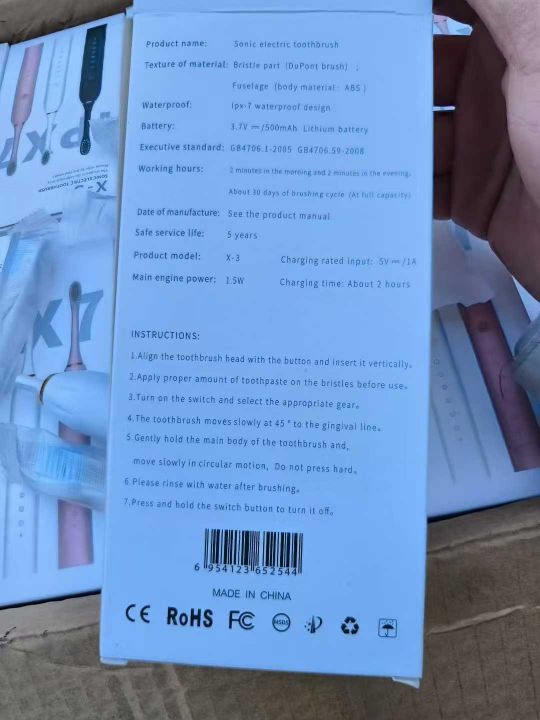 Product name: Sonic electric toothbrush
Texture of material: Bristle part (DuPont brush) ;
Fuselage (body material: ABS)
Waterproof: Ipx-7 waterproof design
Battery: 3.7V ⎓/500mAh Lithium battery
Executive standard: GB4706.1-2005 GB4706.59-2008
Working hours: 2 minutes in the morning and 2 minutes in the evening.
About 30 days of brushing cycle (At full capacity)
Date of manufacture: See the product manual
Safe service life: 5 years
Product model: X-3 Charging rated input: 5V ⎓/1A
Main engine power: 1.5W Charging time: About 2 hours
INSTRUCTIONS:
1.Align the toothbrush head with the button and insert it vertically。
2.Apply proper amount of toothpaste on the bristles before use。
3.Turn on the switch and select the appropriate gear。
4.The toothbrush moves slowly at 45° to the gingival line.
5.Gently hold the main body of the toothbrush and,
move slowly in circular motion, Do not press hard。
6.Please rinse with water after brushing。
7.Press and hold the switch button to turn it off。
6 954123 652544
MADE IN CHINA
CE RoHS FC MSDS
PX7
X-3
SONIC ELECTRIC TOOTHBRUSH
X7